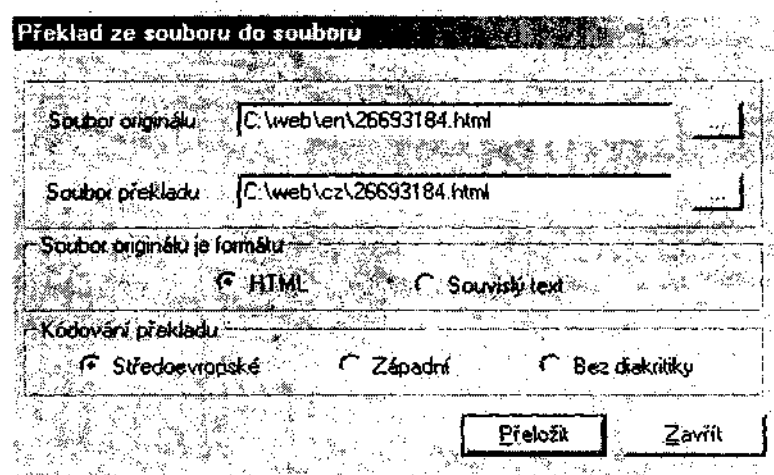 Překlad ze souboru do souboru
Soubor originálu C:\web\en\26693184.html ...
Soubor překladu C:\web\cz\26693184.html ...
Soubor originálu je formátu
HTML Souvislý text
Kódování překladu
Středoevropské Západní Bez diakritiky
Přeložit Zavřít